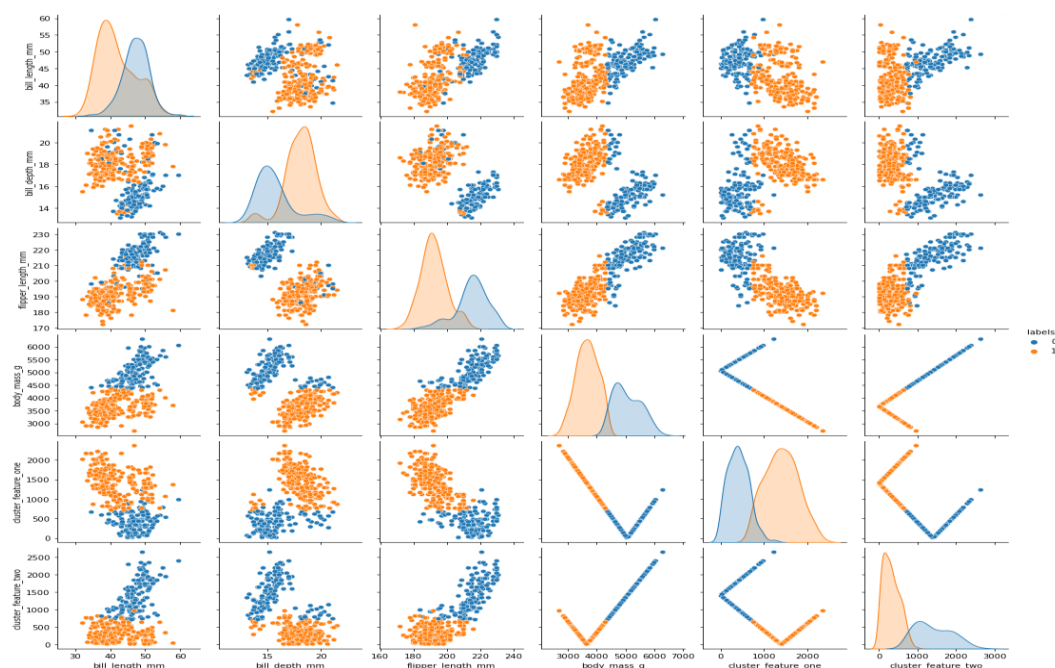 60
55
50
45
40
35
bill_length_mm
20
18
16
14
bill_depth_mm
230
220
210
200
190
180
170
flipper_length_mm
labels
0
1
6000
5500
5000
4500
4000
3500
3000
body_mass_g
2000
1500
1000
500
0
cluster_feature_one
2500
2000
1500
1000
500
0
cluster_feature_two
30 40 50 60
bill_length_mm
15 20
bill_depth_mm
160 180 200 220 240
flipper_length_mm
3000 4000 5000 6000 7000
body_mass_g
0 1000 2000
cluster_feature_one
0 1000 2000 3000
cluster_feature_two